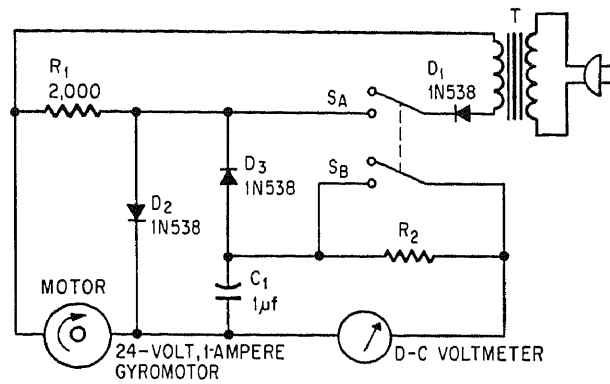 T
R1
2,000
D1
1N538
SA
D3
1N538
SB
D2
1N538
R2
MOTOR
C1
1μf
24-VOLT, 1-AMPERE
GYROMOTOR
D-C VOLTMETER